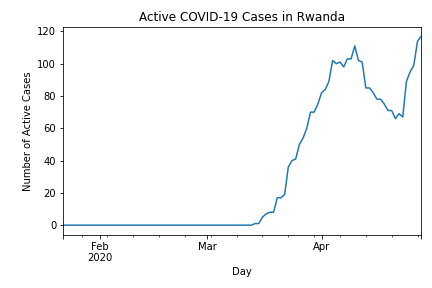 Active COVID-19 Cases in Rwanda
Number of Active Cases
120
100
80
60
40
20
0
Feb
2020
Mar
Apr
Day